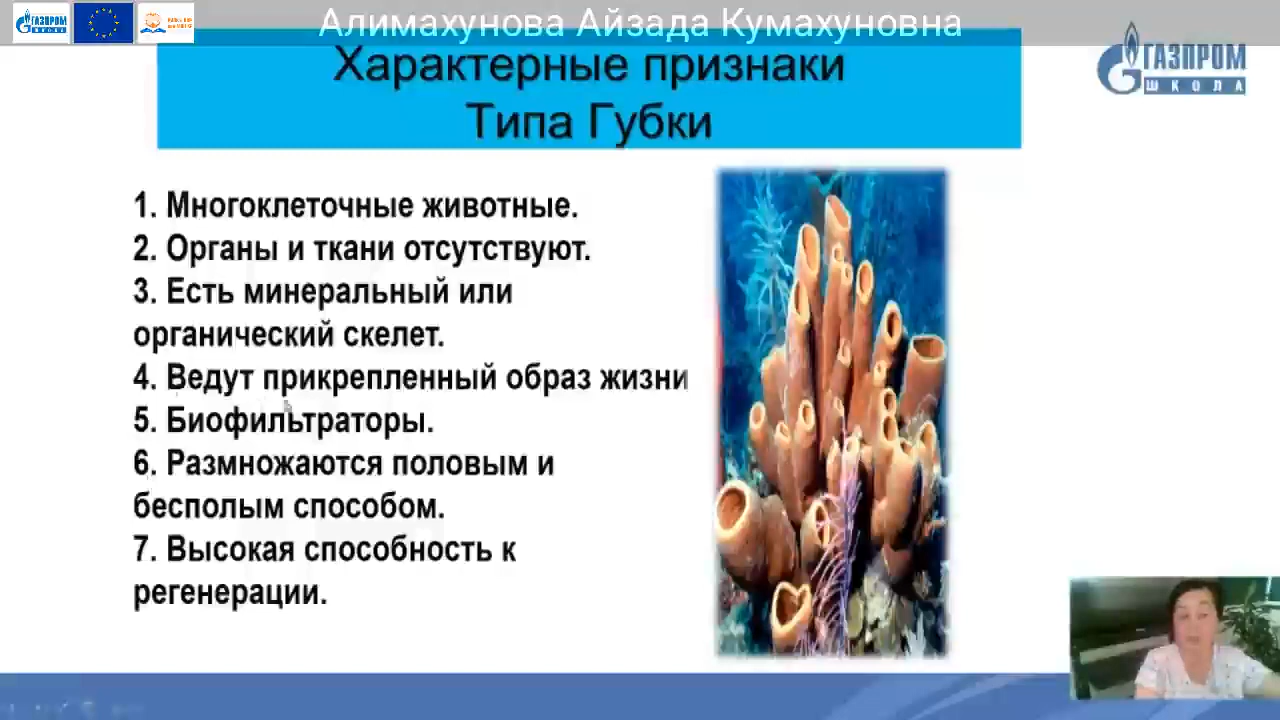 Алимахунова Айзада Кумахуновна
ГАЗПРОМ
ШКОЛА
Характерные признаки
Типа Губки
ГАЗПРОМ
ШКОЛА
1. Многоклеточные животные.
2. Органы и ткани отсутствуют.
3. Есть минеральный или
органический скелет.
4. Ведут прикрепленный образ жизни
5. Биофильтраторы.
6. Размножаются половым и
бесполым способом.
7. Высокая способность к
регенерации.